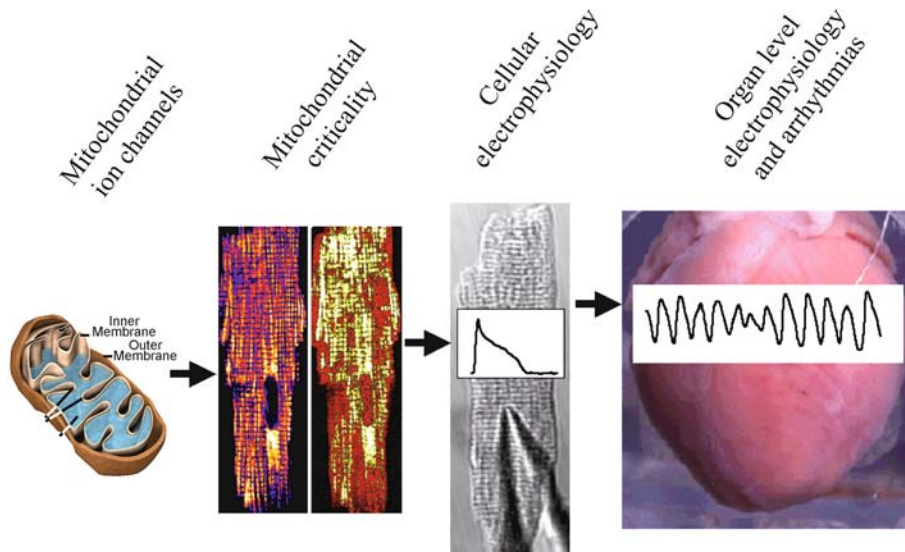 Mitochondrial
ion channels
Mitochondrial
criticality
Cellular
electrophysiology
Organ level
electrophysiology
and arrhythmias
Inner
Membrane
Outer
Membrane